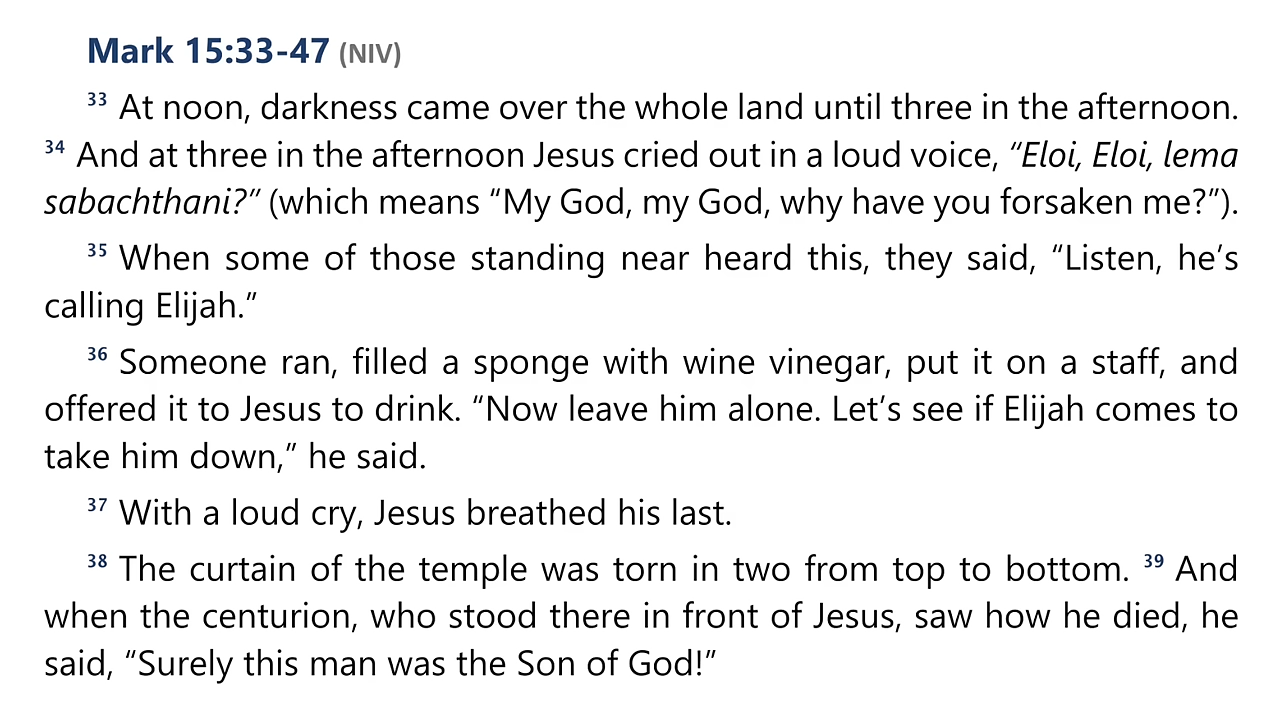 Mark 15:33-47 (NIV)
33 At noon, darkness came over the whole land until three in the afternoon.
34 And at three in the afternoon Jesus cried out in a loud voice, “Eloi, Eloi, lema
sabachthani?” (which means “My God, my God, why have you forsaken me?”).
35 When some of those standing near heard this, they said, “Listen, he’s
calling Elijah.”
36 Someone ran, filled a sponge with wine vinegar, put it on a staff, and
offered it to Jesus to drink. “Now leave him alone. Let’s see if Elijah comes to
take him down,” he said.
37 With a loud cry, Jesus breathed his last.
38 The curtain of the temple was torn in two from top to bottom. 39 And
when the centurion, who stood there in front of Jesus, saw how he died, he
said, “Surely this man was the Son of God!”